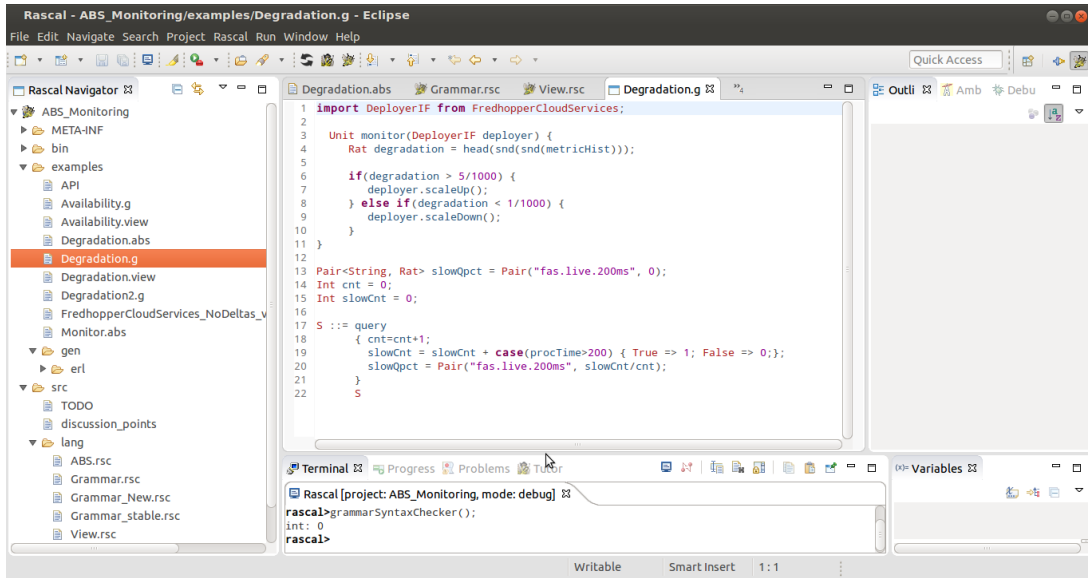 Rascal - ABS_Monitoring/examples/Degradation.g - Eclipse
File Edit Navigate Search Project Rascal Run Window Help
Quick Access
Rascal Navigator
ABS_Monitoring
META-INF
bin
examples
API
Availability.g
Availability.view
Degradation.abs
Degradation.g
Degradation.view
Degradation2.g
FredhopperCloudServices_NoDeltas_v
Monitor.abs
gen
erl
src
TODO
discussion_points
lang
ABS.rsc
Grammar.rsc
Grammar_New.rsc
Grammar_stable.rsc
View.rsc
Degradation.abs Grammar.rsc View.rsc Degradation.g »4
1 import DeployerIF from FredhopperCloudServices;
2
3 Unit monitor(DeployerIF deployer) {
4 Rat degradation = head(snd(snd(metricHist)));
5
6 if(degradation > 5/1000) {
7 deployer.scaleUp();
8 } else if(degradation < 1/1000) {
9 deployer.scaleDown();
10 }
11 }
12
13 Pair<String, Rat> slowQpct = Pair("fas.live.200ms", 0);
14 Int cnt = 0;
15 Int slowCnt = 0;
16
17 S ::= query
18 { cnt=cnt+1;
19 slowCnt = slowCnt + case(procTime>200) { True => 1; False => 0;};
20 slowQpct = Pair("fas.live.200ms", slowCnt/cnt);
21 }
22 S
Outli Amb Debu
Terminal Progress Problems Tutor
Rascal [project: ABS_Monitoring, mode: debug]
rascal>grammarSyntaxChecker();
int: 0
rascal>
(x)= Variables
Writable Smart Insert 1 : 1